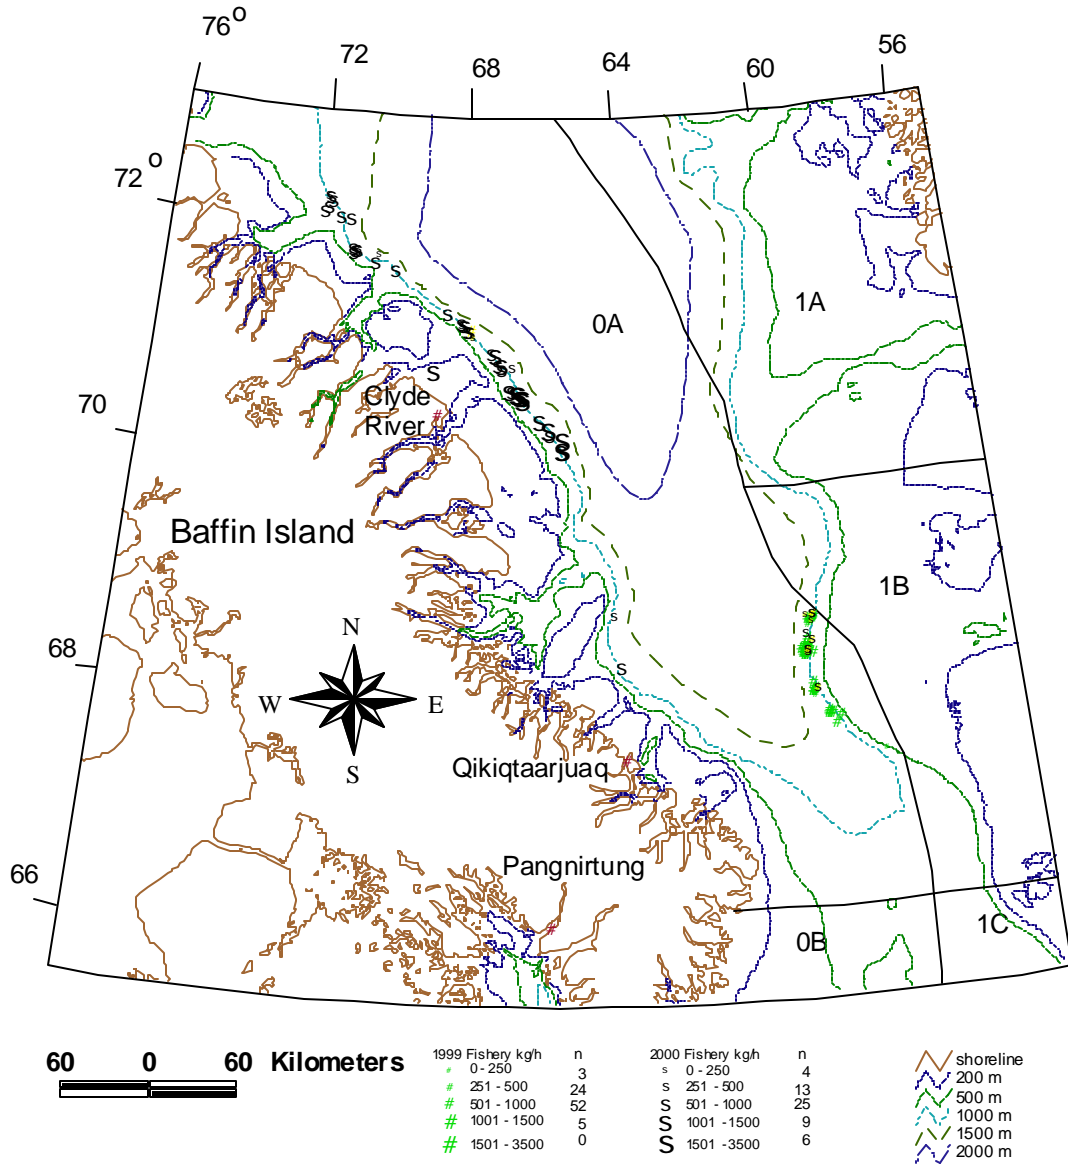 76°
72
68
64
60
56
72°
70
68
66
0A
1A
1B
0B
1C
Clyde
River
Baffin Island
N
W
E
S
Qikiqtaarjuaq
Pangnirtung
60 0 60 Kilometers
1999 Fishery kg/h n
# 0 - 250 3
# 251 - 500 24
# 501 - 1000 52
# 1001 - 1500 5
# 1501 - 3500 0
2000 Fishery kg/h n
s 0 - 250 4
s 251 - 500 13
s 501 - 1000 25
s 1001 - 1500 9
s 1501 - 3500 6
shoreline
200 m
500 m
1000 m
1500 m
2000 m